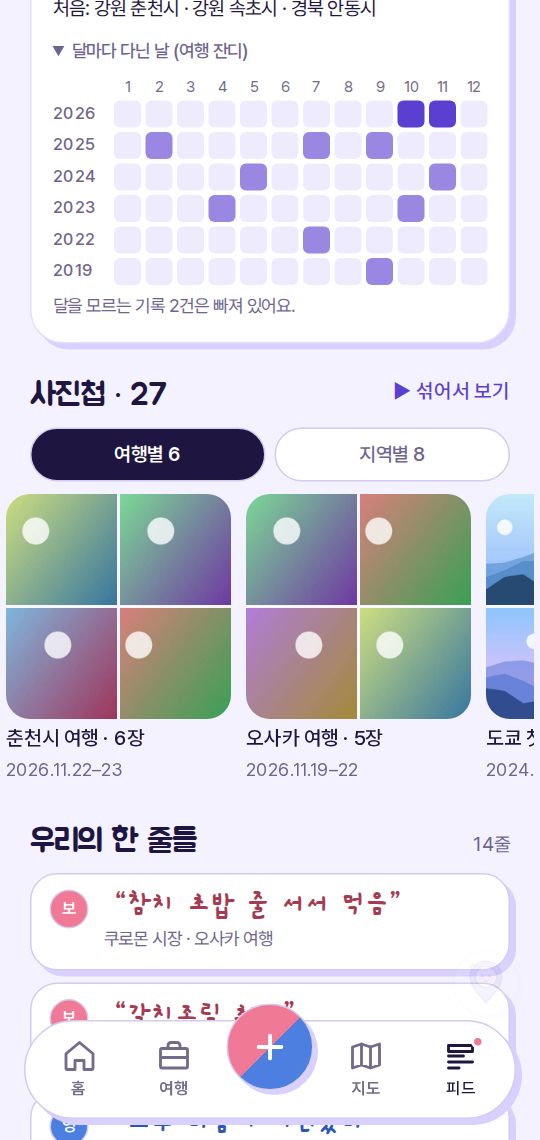 처음: 강원 춘천시 · 강원 속초시 · 경북 안동시
▼ 달마다 다닌 날 (여행 잔디)
1 2 3 4 5 6 7 8 9 10 11 12
2026
2025
2024
2023
2022
2019
달을 모르는 기록 2건은 빠져 있어요.
사진첩 · 27
▶ 섞어서 보기
여행별 6
지역별 8
춘천시 여행 · 6장
2026.11.22–23
오사카 여행 · 5장
2026.11.19–22
도쿄
2024.
우리의 한 줄들
14줄
보
“참치 초밥 줄 서서 먹음”
쿠로몬 시장 · 오사카 여행
보
“갈치조림
홈
여행
+
지도
피드